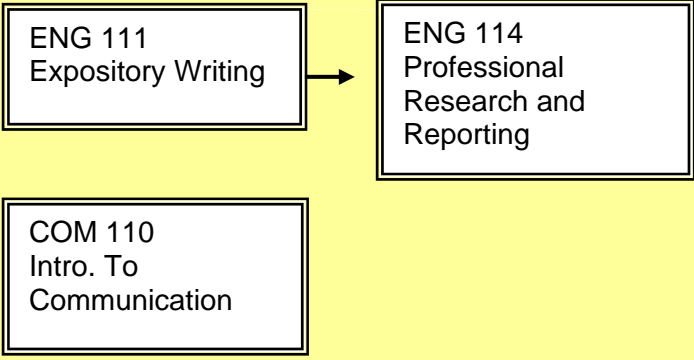 ENG 111
Expository Writing
ENG 114
Professional
Research and
Reporting
COM 110
Intro. To
Communication